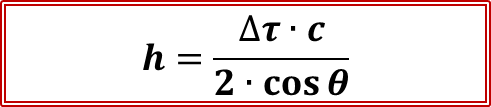 h = Δτ · c / 2 · cos θ